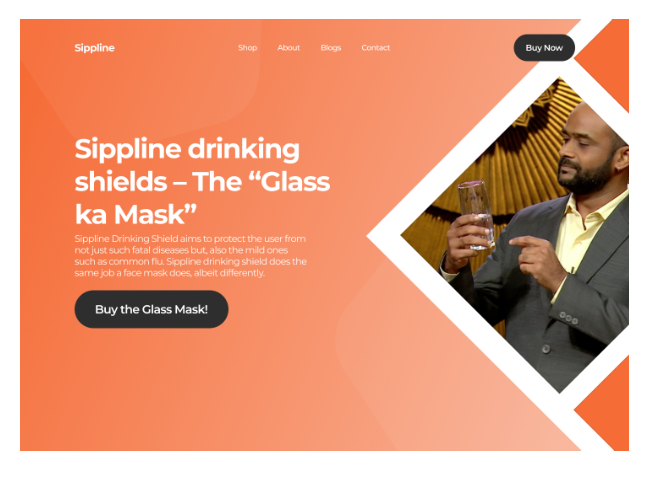 Sippline
Shop
About
Blogs
Contact
Buy Now
Sippline drinking
shields – The “Glass
ka Mask”
Sippline Drinking Shield aims to protect the user from
not just such fatal diseases but, also the mild ones
such as common flu. Sippline drinking shield does the
same job a face mask does, albeit differently.
Buy the Glass Mask!